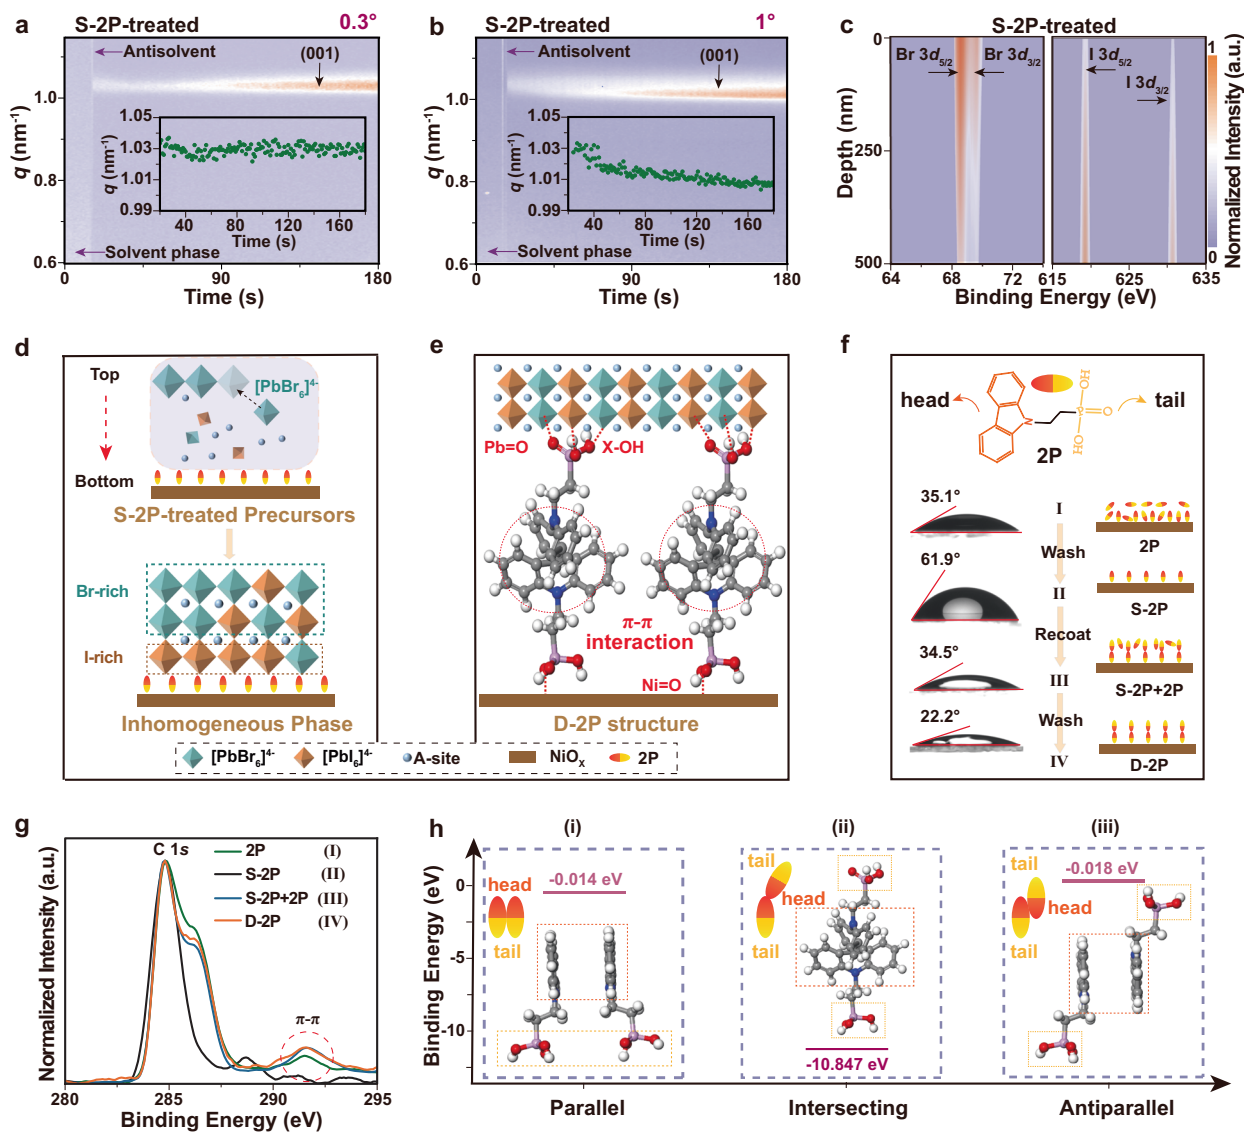 a
S-2P-treated
0.3°
Antisolvent
(001)
q (nm⁻¹)
1.0
0.8
0.6
q (nm⁻¹)
1.05
1.03
1.01
0.99
40
80
120
160
Time (s)
Solvent phase
0
90
180
Time (s)
b
S-2P-treated
1°
Antisolvent
(001)
q (nm⁻¹)
1.0
0.8
0.6
q (nm⁻¹)
1.05
1.03
1.01
0.99
0
40
80
120
180
Time (s)
Solvent phase
0
90
180
Time (s)
c
S-2P-treated
Br 3d5/2
Br 3d3/2
I 3d5/2
I 3d3/2
Depth (nm)
0
250
500
64
68
72
615
625
635
Binding Energy (eV)
1
0
Normalized Intensity (a.u.)
d
Top
Bottom
[PbBr6]4-
S-2P-treated Precursors
Br-rich
I-rich
Inhomogeneous Phase
e
Pb=O
X-OH
π-π
interaction
Ni=O
D-2P structure
[PbBr6]4-
[PbI6]4-
A-site
NiOX
2P
f
head
tail
HO
P
O
OH
2P
35.1°
I
2P
Wash
61.9°
II
S-2P
Recoat
34.5°
III
S-2P+2P
Wash
22.2°
IV
D-2P
g
Normalized Intensity (a.u.)
C 1s
2P (I)
S-2P (II)
S-2P+2P (III)
D-2P (IV)
π-π
280
285
290
295
Binding Energy (eV)
h
Binding Energy (eV)
0
-5
-10
(i)
-0.014 eV
head
tail
Parallel
(ii)
tail
head
tail
-10.847 eV
Intersecting
(iii)
-0.018 eV
tail
head
tail
Antiparallel